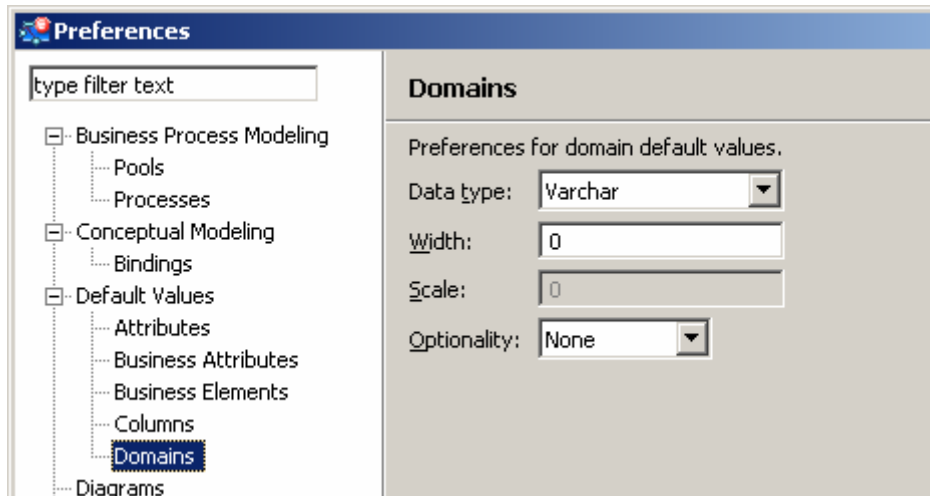 Preferences
type filter text
Business Process Modeling
Pools
Processes
Conceptual Modeling
Bindings
Default Values
Attributes
Business Attributes
Business Elements
Columns
Domains
Diagrams
Domains
Preferences for domain default values.
Data type: Varchar
Width: 0
Scale: 0
Optionality: None